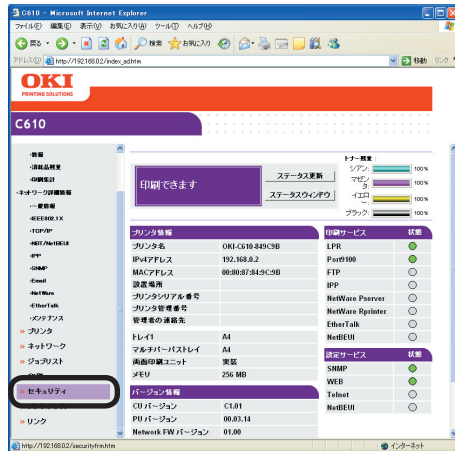 C610 - Microsoft Internet Explorer
ファイル(F) 編集(E) 表示(V) お気に入り(A) ツール(T) ヘルプ(H)
戻る 検索 お気に入り
アドレス(D) http://192.168.0.2/index_ad.htm 移動 リンク
OKI
PRINTING SOLUTIONS
C610
・情報
・消耗品残量
・印刷集計
・ネットワーク詳細情報
・一般情報
・IEEE802.1X
・TCP/IP
・NBT/NetBEUI
・IPP
・SNMP
・Email
・NetWare
・EtherTalk
・メンテナンス
» プリンタ
» ネットワーク
» ジョブリスト
» セキュリティ
» リンク
印刷できます
ステータス更新
ステータスウィンドウ
トナー残量:
シアン: 100%
マゼンタ: 100%
イエロー: 100%
ブラック: 100%
プリンタ情報
プリンタ名 OKI-C610-849C9B
IPv4アドレス 192.168.0.2
MACアドレス 00:80:87:84:9C:9B
設置場所
プリンタシリアル番号
プリンタ管理番号
管理者の連絡先
トレイ1 A4
マルチパーパストレイ A4
両面印刷ユニット 実装
メモリ 256 MB
バージョン情報
CU バージョン C1.01
PU バージョン 00.03.14
Network FW バージョン 01.00
印刷サービス 状態
LPR
Port9100
FTP
IPP
NetWare Pserver
NetWare Rprinter
EtherTalk
NetBEUI
設定サービス 状態
SNMP
WEB
Telnet
NetBEUI
http://192.168.0.2/securityfrm.htm インターネット